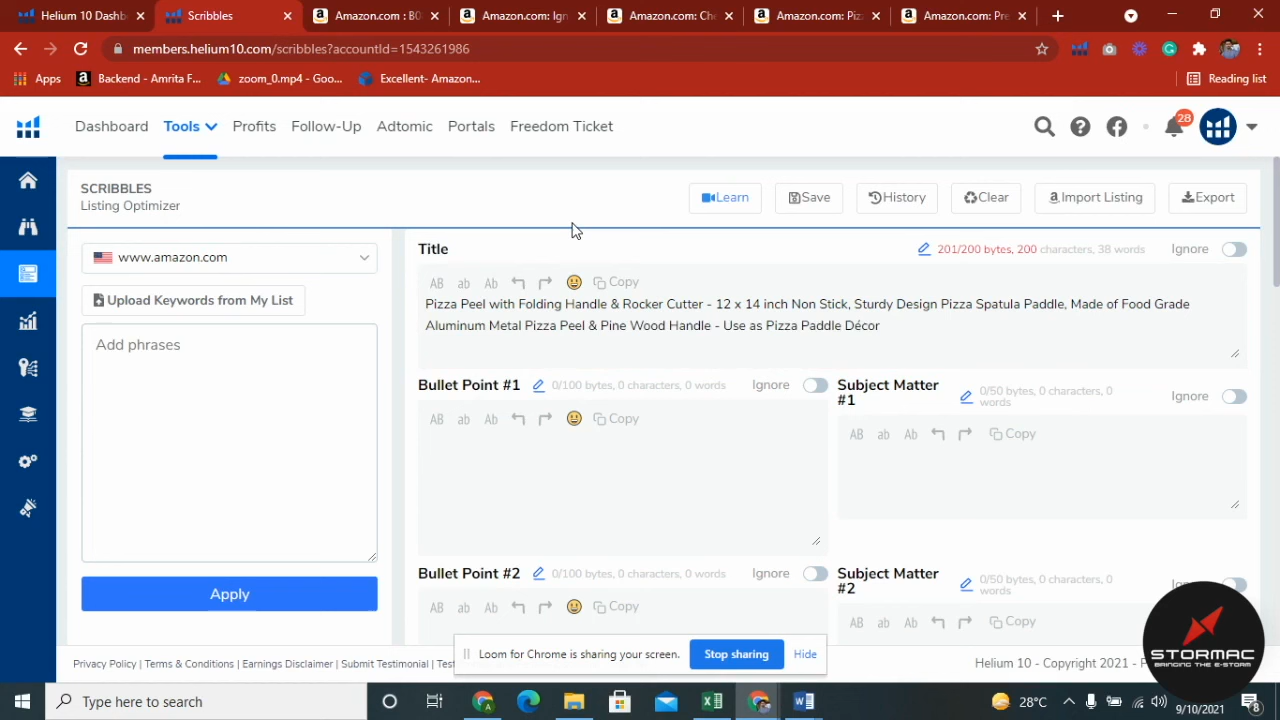 Helium 10 Dashb
Scribbles
Amazon.com : B0
Amazon.com: Ign
Amazon.com: Che
Amazon.com: Piz
Amazon.com: Pre
members.helium10.com/scribbles?accountId=1543261986
Apps
Backend - Amrita F...
zoom_0.mp4 - Goo...
Excellent- Amazon...
Reading list
Dashboard
Tools
Profits
Follow-Up
Adtomic
Portals
Freedom Ticket
28
SCRIBBLES
Listing Optimizer
Learn
Save
History
Clear
Import Listing
Export
www.amazon.com
Upload Keywords from My List
Add phrases
Apply
Title
201/200 bytes, 200 characters, 38 words
Ignore
AB ab Ab Copy
Pizza Peel with Folding Handle & Rocker Cutter - 12 x 14 inch Non Stick, Sturdy Design Pizza Spatula Paddle, Made of Food Grade
Aluminum Metal Pizza Peel & Pine Wood Handle - Use as Pizza Paddle Décor
Bullet Point #1
0/100 bytes, 0 characters, 0 words
Ignore
AB ab Ab Copy
Subject Matter
#1
0/50 bytes, 0 characters, 0
words
Ignore
AB ab Ab Copy
Bullet Point #2
0/100 bytes, 0 characters, 0 words
Ignore
AB ab Ab Copy
Subject Matter
#2
0/50 bytes, 0 characters, 0
words
AB ab Ab Copy
Loom for Chrome is sharing your screen.
Stop sharing
Hide
Privacy Policy | Terms & Conditions | Earnings Disclaimer | Submit Testimonial |
Helium 10 - Copyright 2021
STORMAC
BRINGING THE E-STORM
Type here to search
28°C
9/10/2021
8